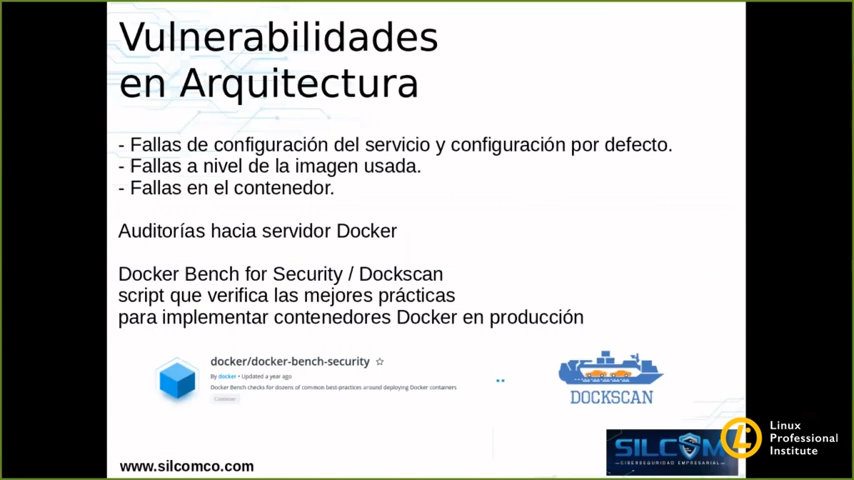 Vulnerabilidades
en Arquitectura
- Fallas de configuración del servicio y configuración por defecto.
- Fallas a nivel de la imagen usada.
- Fallas en el contenedor.
Auditorías hacia servidor Docker
Docker Bench for Security / Dockscan
script que verifica las mejores prácticas
para implementar contenedores Docker en producción
docker/docker-bench-security ☆
By docker • Updated a year ago
Docker Bench checks for dozens of common best-practices around deploying Docker containers
Container
DOCKSCAN
SILCOM
CIBERSEGURIDAD EMPRESARIAL
Linux
Professional
Institute
www.silcomco.com